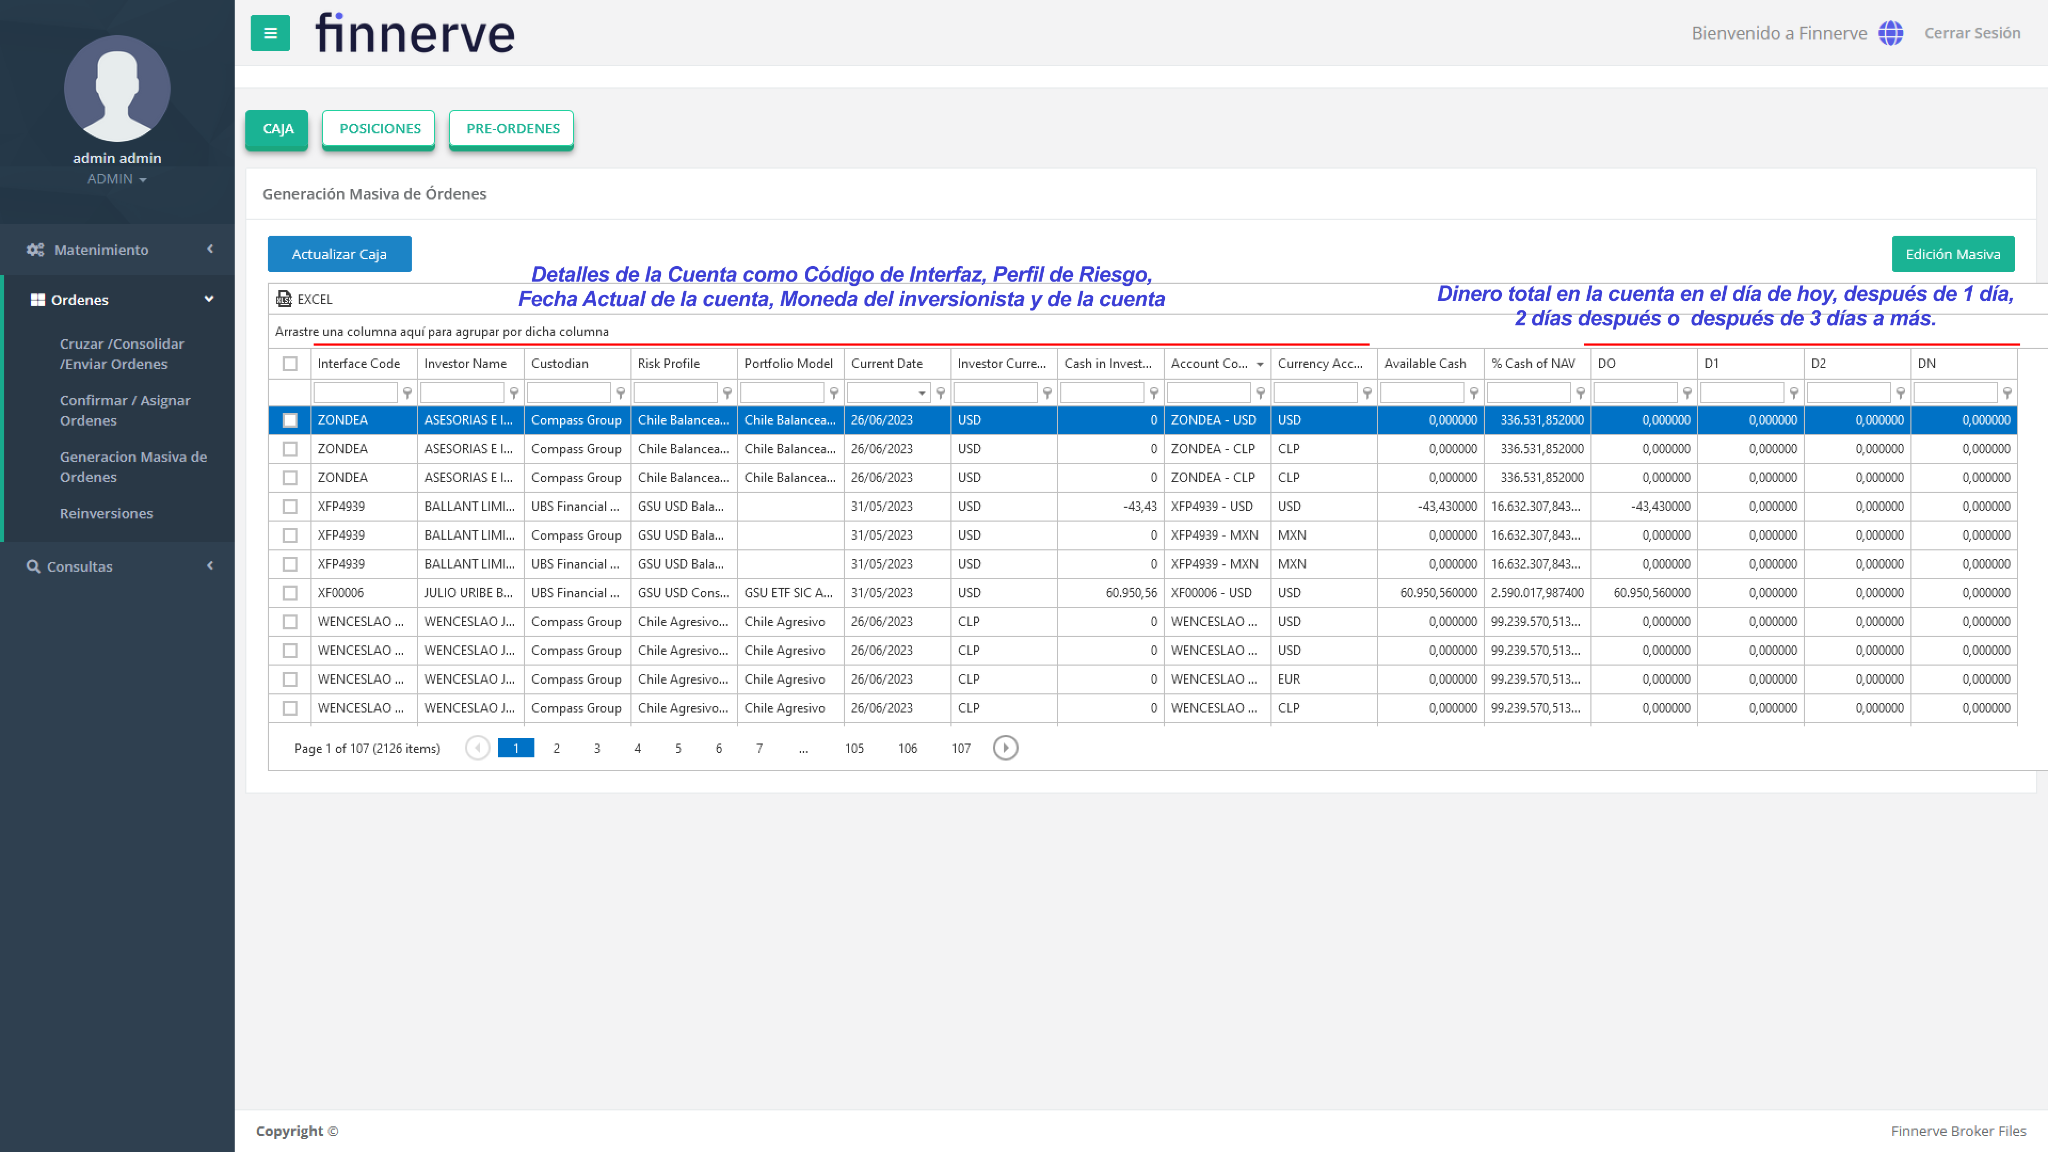 finnerve
Bienvenido a Finnerve
Cerrar Sesión
admin admin
ADMIN
Matenimiento
Ordenes
Cruzar /Consolidar
/Enviar Ordenes
Confirmar / Asignar
Ordenes
Generacion Masiva de
Ordenes
Reinversiones
Consultas
CAJA POSICIONES PRE-ORDENES
Generación Masiva de Órdenes
Actualizar Caja
Edición Masiva
Detalles de la Cuenta como Código de Interfaz, Perfil de Riesgo,
Fecha Actual de la cuenta, Moneda del inversionista y de la cuenta
Dinero total en la cuenta en el día de hoy, después de 1 día,
2 días después o después de 3 días a más.
XLSX EXCEL
Arrastre una columna aquí para agrupar por dicha columna
Interface Code Investor Name Custodian Risk Profile Portfolio Model Current Date Investor Curre... Cash in Invest... Account Co... Currency Acc... Available Cash % Cash of NAV DO D1 D2 DN
ZONDEA ASESORIAS E I... Compass Group Chile Balancea... Chile Balancea... 26/06/2023 USD 0 ZONDEA - USD USD 0,000000 336.531,852000 0,000000 0,000000 0,000000 0,000000
ZONDEA ASESORIAS E I... Compass Group Chile Balancea... Chile Balancea... 26/06/2023 USD 0 ZONDEA - CLP CLP 0,000000 336.531,852000 0,000000 0,000000 0,000000 0,000000
ZONDEA ASESORIAS E I... Compass Group Chile Balancea... Chile Balancea... 26/06/2023 USD 0 ZONDEA - CLP CLP 0,000000 336.531,852000 0,000000 0,000000 0,000000 0,000000
XFP4939 BALLANT LIMI... UBS Financial ... GSU USD Bala... 31/05/2023 USD -43,43 XFP4939 - USD USD -43,430000 16.632.307,843... -43,430000 0,000000 0,000000 0,000000
XFP4939 BALLANT LIMI... Compass Group GSU USD Bala... 31/05/2023 USD 0 XFP4939 - MXN MXN 0,000000 16.632.307,843... 0,000000 0,000000 0,000000 0,000000
XFP4939 BALLANT LIMI... UBS Financial ... GSU USD Bala... 31/05/2023 USD 0 XFP4939 - MXN MXN 0,000000 16.632.307,843... 0,000000 0,000000 0,000000 0,000000
XF00006 JULIO URIBE B... UBS Financial ... GSU USD Cons... GSU ETF SIC A... 31/05/2023 USD 60.950,56 XF00006 - USD USD 60.950,560000 2.590.017,987400 60.950,560000 0,000000 0,000000 0,000000
WENCESLAO ... WENCESLAO J... Compass Group Chile Agresivo... Chile Agresivo 26/06/2023 CLP 0 WENCESLAO ... USD 0,000000 99.239.570,513... 0,000000 0,000000 0,000000 0,000000
WENCESLAO ... WENCESLAO J... Compass Group Chile Agresivo... Chile Agresivo 26/06/2023 CLP 0 WENCESLAO ... USD 0,000000 99.239.570,513... 0,000000 0,000000 0,000000 0,000000
WENCESLAO ... WENCESLAO J... Compass Group Chile Agresivo... Chile Agresivo 26/06/2023 CLP 0 WENCESLAO ... EUR 0,000000 99.239.570,513... 0,000000 0,000000 0,000000 0,000000
WENCESLAO ... WENCESLAO J... Compass Group Chile Agresivo... Chile Agresivo 26/06/2023 CLP 0 WENCESLAO ... CLP 0,000000 99.239.570,513... 0,000000 0,000000 0,000000 0,000000
Page 1 of 107 (2126 items) 1 2 3 4 5 6 7 ... 105 106 107
Copyright ©
Finnerve Broker Files